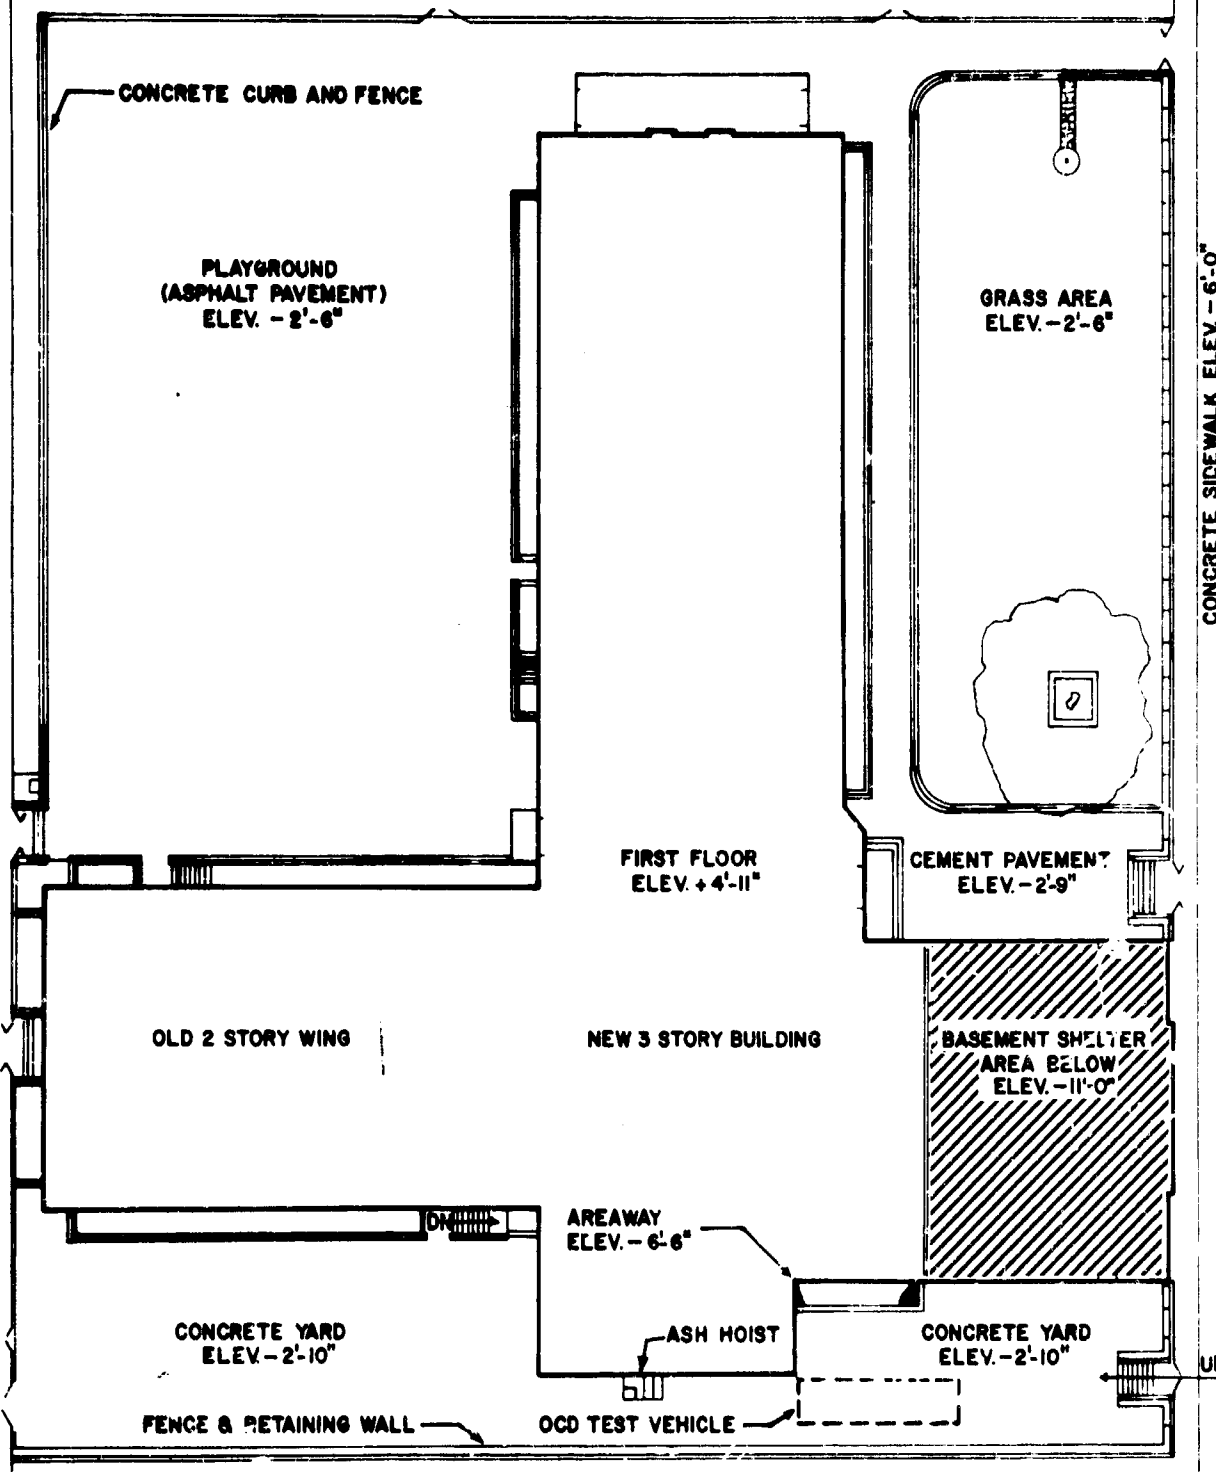 CONCRETE CURB AND FENCE
PLAYGROUND
(ASPHALT PAVEMENT)
ELEV. - 2'-6"
GRASS AREA
ELEV. - 2'-6"
CONCRETE SIDEWALK ELEV. - 6'-0"
FIRST FLOOR
ELEV. + 4'-11"
CEMENT PAVEMENT
ELEV. - 2'-9"
OLD 2 STORY WING
NEW 3 STORY BUILDING
BASEMENT SHELTER
AREA BELOW
ELEV. - 11'-0"
DN
AREAWAY
ELEV. - 6'-6"
CONCRETE YARD
ELEV. - 2'-10"
ASH HOIST
CONCRETE YARD
ELEV. - 2'-10"
FENCE & RETAINING WALL
OCD TEST VEHICLE